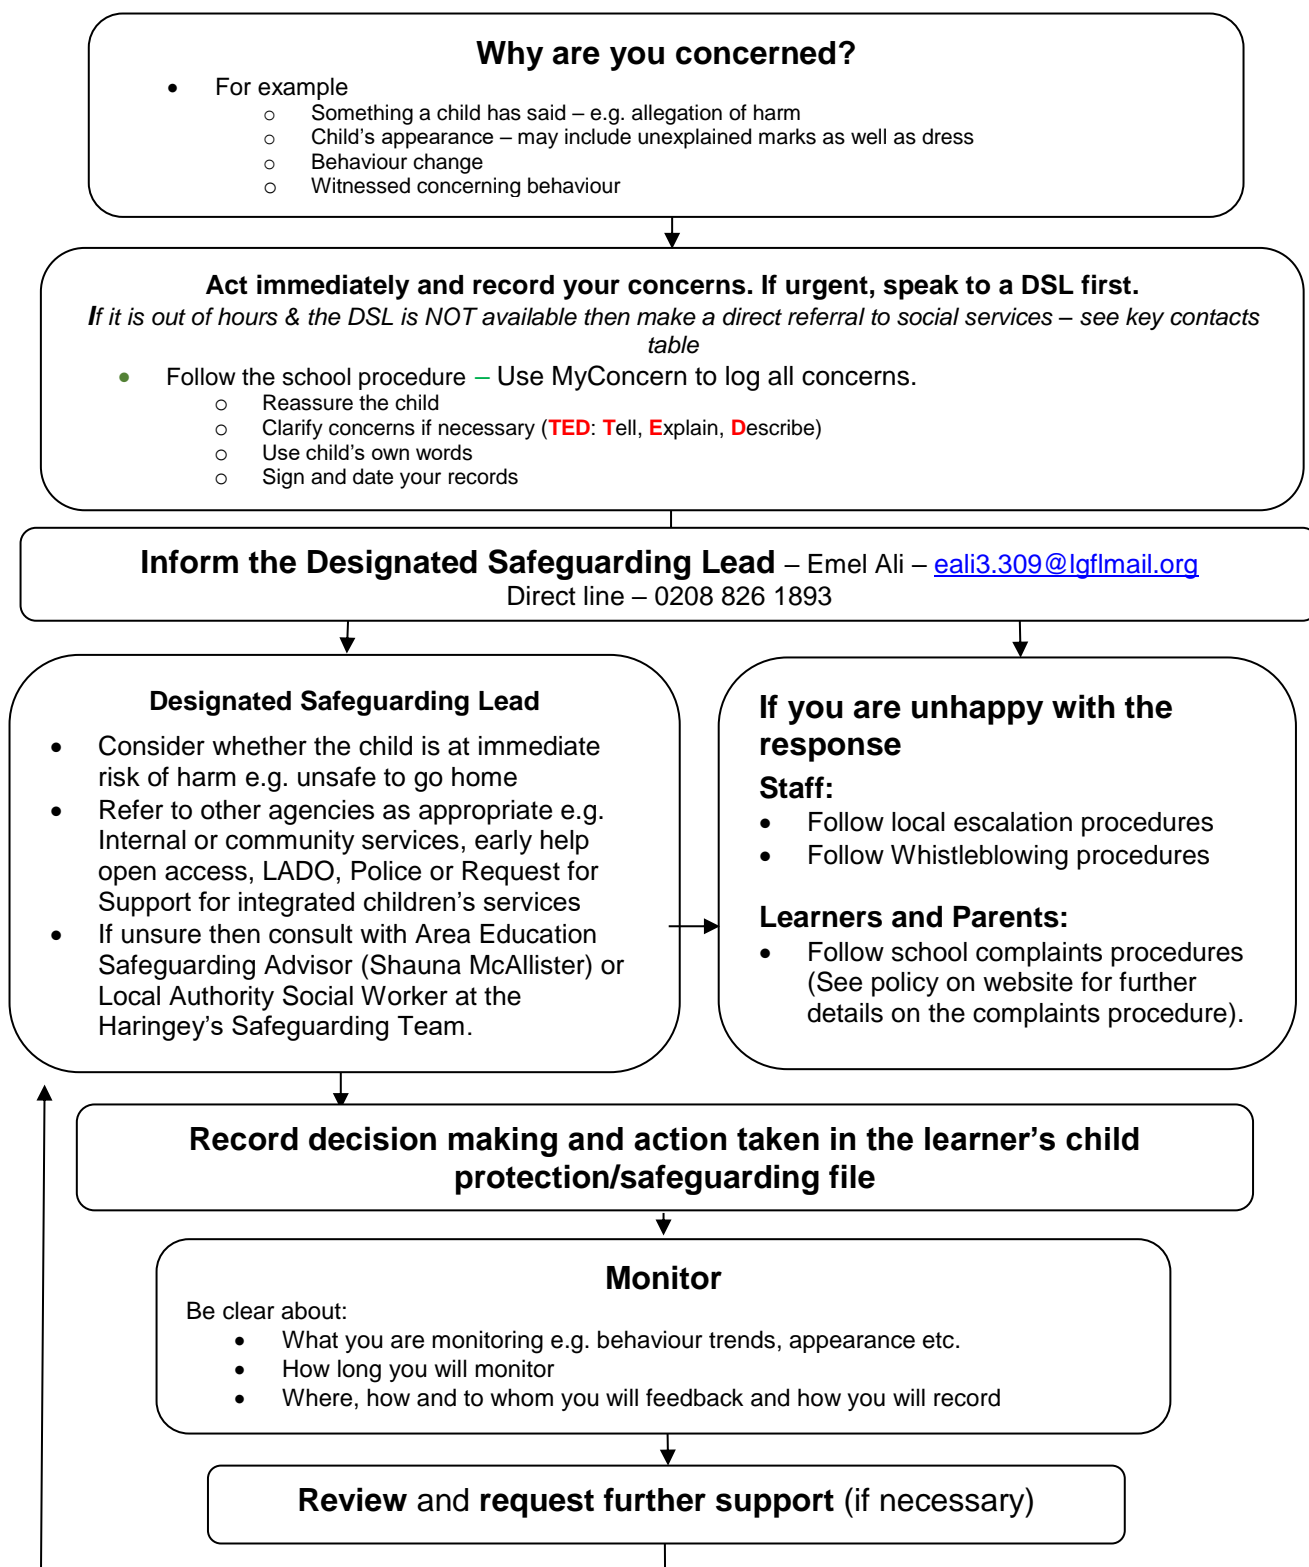 Why are you concerned?
• For example
o Something a child has said – e.g. allegation of harm
o Child's appearance – may include unexplained marks as well as dress
o Behaviour change
o Witnessed concerning behaviour
Act immediately and record your concerns. If urgent, speak to a DSL first.
If it is out of hours & the DSL is NOT available then make a direct referral to social services – see key contacts
table
• Follow the school procedure – Use MyConcern to log all concerns.
o Reassure the child
o Clarify concerns if necessary (TED: Tell, Explain, Describe)
o Use child's own words
o Sign and date your records
Inform the Designated Safeguarding Lead – Emel Ali – eali3.309@lgflmail.org
Direct line – 0208 826 1893
Designated Safeguarding Lead
• Consider whether the child is at immediate
risk of harm e.g. unsafe to go home
• Refer to other agencies as appropriate e.g.
Internal or community services, early help
open access, LADO, Police or Request for
Support for integrated children's services
• If unsure then consult with Area Education
Safeguarding Advisor (Shauna McAllister) or
Local Authority Social Worker at the
Haringey's Safeguarding Team.
If you are unhappy with the
response
Staff:
• Follow local escalation procedures
• Follow Whistleblowing procedures
Learners and Parents:
• Follow school complaints procedures
(See policy on website for further
details on the complaints procedure).
Record decision making and action taken in the learner's child
protection/safeguarding file
Monitor
Be clear about:
• What you are monitoring e.g. behaviour trends, appearance etc.
• How long you will monitor
• Where, how and to whom you will feedback and how you will record
Review and request further support (if necessary)